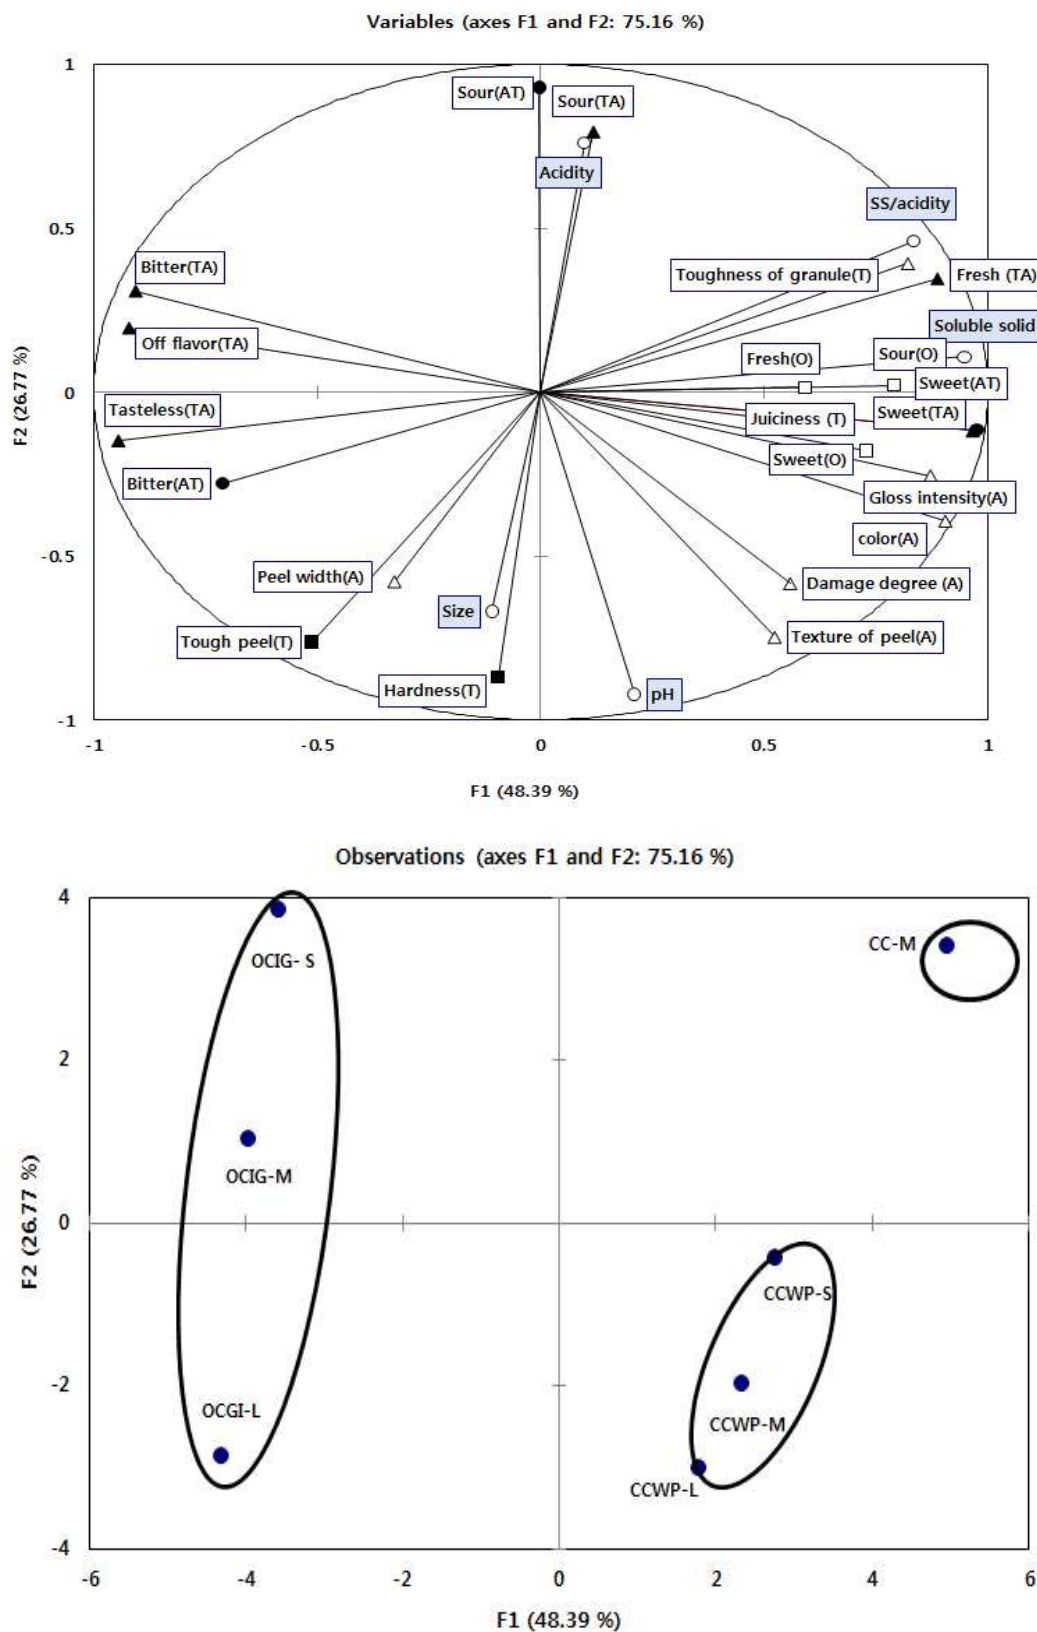 Variables (axes F1 and F2: 75.16 %)
1
Sour(AT)
Sour(TA)
Acidity
SS/acidity
0.5
Bitter(TA)
Toughness of granule(T)
Fresh (TA)
Off flavor(TA)
Soluble solid
Fresh(O)
Sour(O)
0
Sweet(AT)
Tasteless(TA)
Juiciness (T)
Sweet(TA)
Sweet(O)
Bitter(AT)
Gloss intensity(A)
color(A)
-0.5
Peel width(A)
Damage degree (A)
Size
Tough peel(T)
Texture of peel(A)
Hardness(T)
pH
-1
F2 (26.77 %)
-1 -0.5 0 0.5 1
F1 (48.39 %)
Observations (axes F1 and F2: 75.16 %)
4
CC-M
OCIG- S
2
OCIG-M
0
CCWP-S
-2
OCGI-L
CCWP-M
CCWP-L
-4
F2 (26.77 %)
-6 -4 -2 0 2 4 6
F1 (48.39 %)